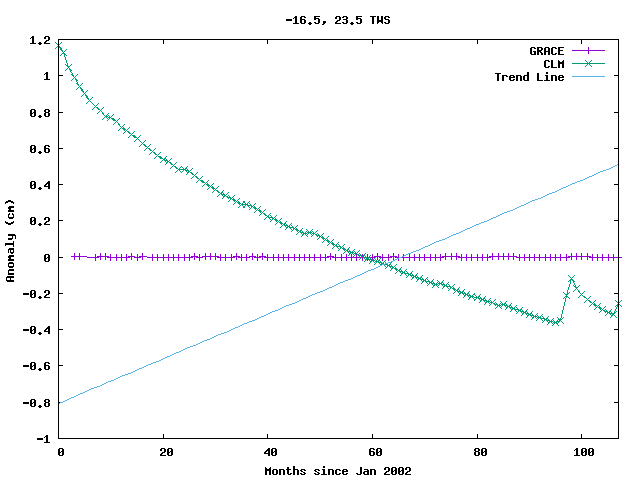 -16.5, 23.5 TWS
GRACE
CLM
Trend Line
1.2
1
0.8
0.6
0.4
0.2
0
-0.2
-0.4
-0.6
-0.8
-1
Anomaly (cm)
0 20 40 60 80 100
Months since Jan 2002